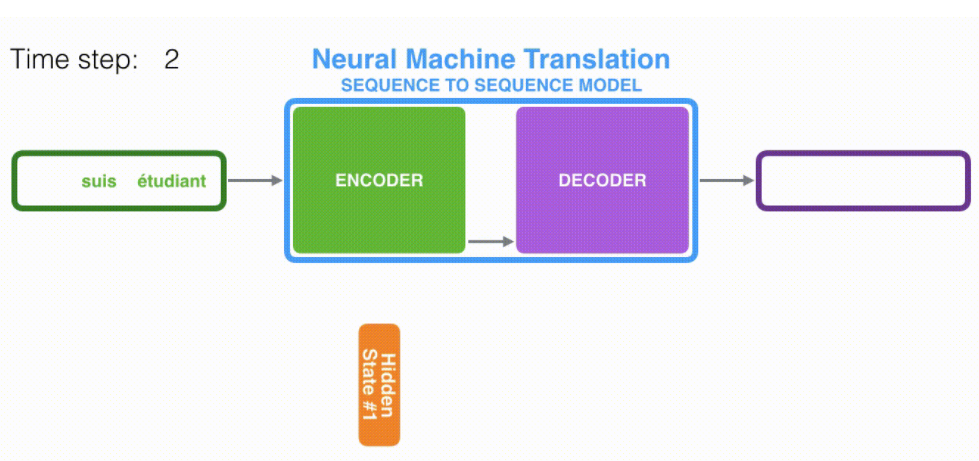 Time step: 2
Neural Machine Translation
SEQUENCE TO SEQUENCE MODEL
suis étudiant
ENCODER
DECODER
Hidden
State #1